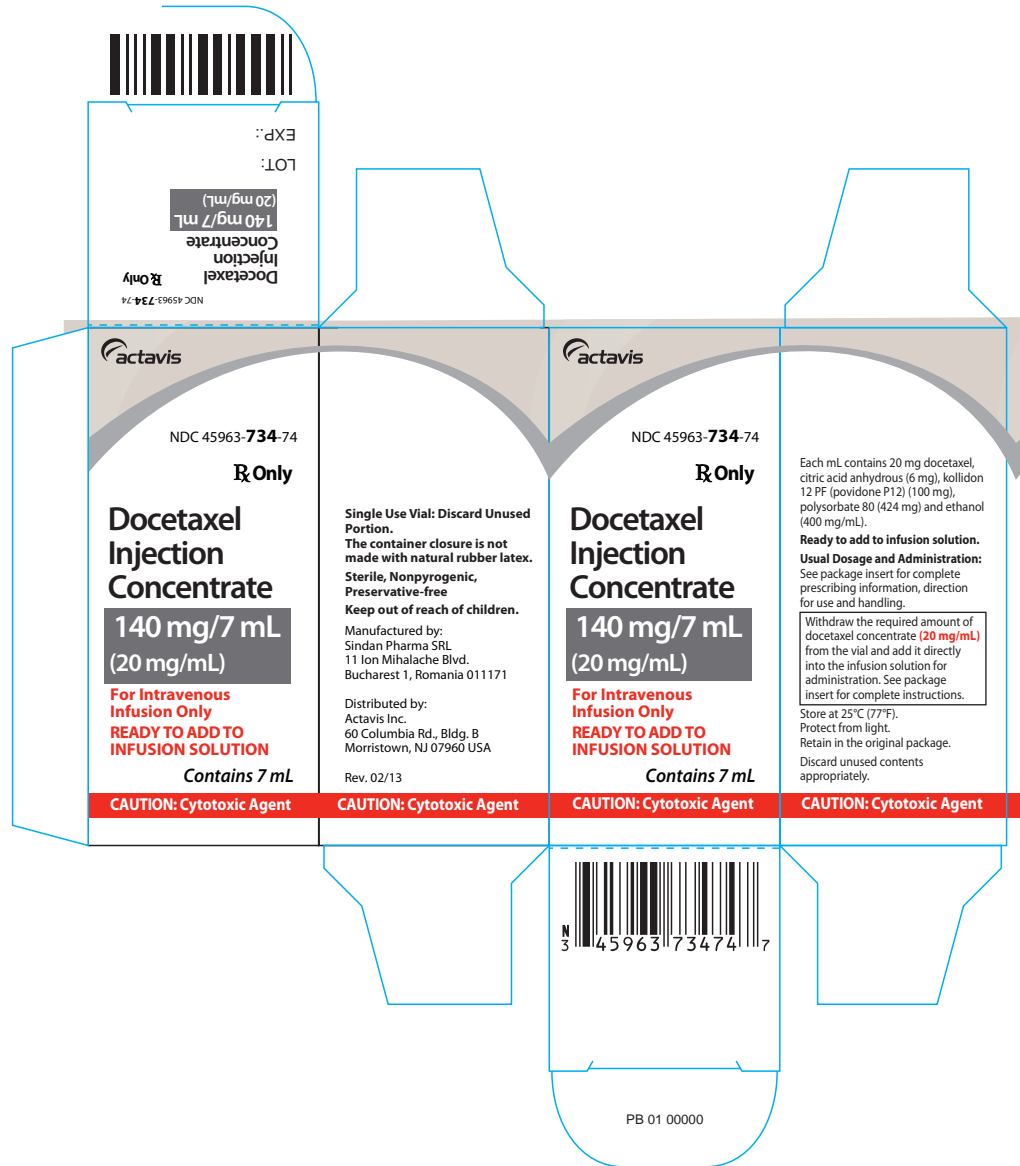 EXP.:
LOT:
140 mg/7 mL
(20 mg/mL)
Docetaxel
Injection
Concentrate
℞ Only
NDC 45963-734-74
actavis
NDC 45963-734-74
℞ Only
Docetaxel
Injection
Concentrate
140 mg/7 mL
(20 mg/mL)
For Intravenous
Infusion Only
READY TO ADD TO
INFUSION SOLUTION
Contains 7 mL
CAUTION: Cytotoxic Agent
Single Use Vial: Discard Unused
Portion.
The container closure is not
made with natural rubber latex.
Sterile, Nonpyrogenic,
Preservative-free
Keep out of reach of children.
Manufactured by:
Sindan Pharma SRL
11 Ion Mihalache Blvd.
Bucharest 1, Romania 011171
Distributed by:
Actavis Inc.
60 Columbia Rd., Bldg. B
Morristown, NJ 07960 USA
Rev. 02/13
CAUTION: Cytotoxic Agent
actavis
NDC 45963-734-74
℞ Only
Docetaxel
Injection
Concentrate
140 mg/7 mL
(20 mg/mL)
For Intravenous
Infusion Only
READY TO ADD TO
INFUSION SOLUTION
Contains 7 mL
CAUTION: Cytotoxic Agent
Each mL contains 20 mg docetaxel,
citric acid anhydrous (6 mg), kollidon
12 PF (povidone P12) (100 mg),
polysorbate 80 (424 mg) and ethanol
(400 mg/mL).
Ready to add to infusion solution.
Usual Dosage and Administration:
See package insert for complete
prescribing information, direction
for use and handling.
Withdraw the required amount of
docetaxel concentrate (20 mg/mL)
from the vial and add it directly
into the infusion solution for
administration. See package
insert for complete instructions.
Store at 25°C (77°F).
Protect from light.
Retain in the original package.
Discard unused contents
appropriately.
CAUTION: Cytotoxic Agent
N
3 45963 73474 7
PB 01 00000